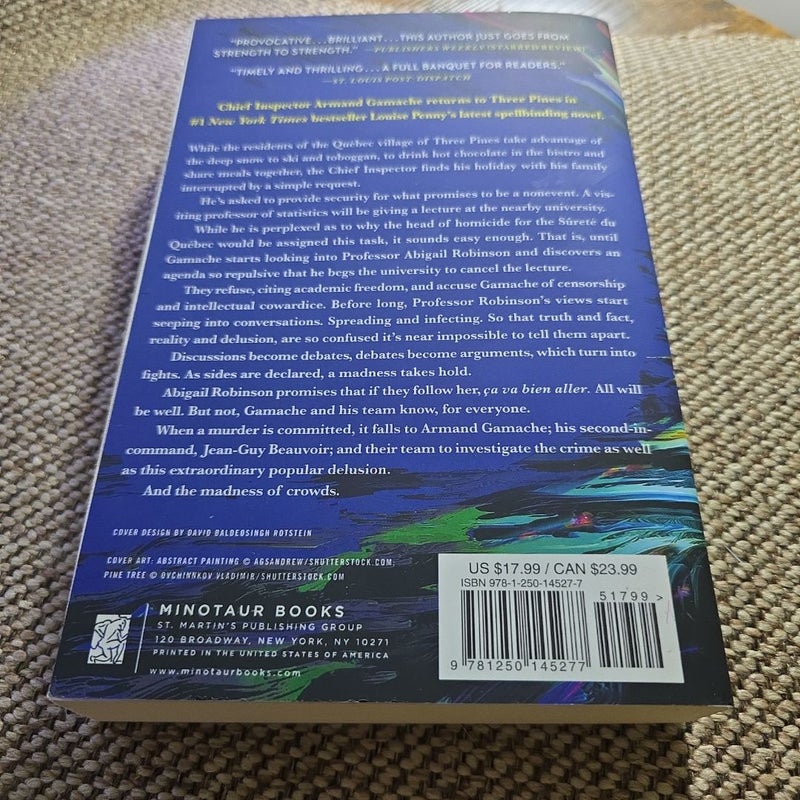 "PROVOCATIVE...BRILLIANT...THIS AUTHOR JUST GOES FROM
STRENGTH TO STRENGTH." —PUBLISHERS WEEKLY (STARRED REVIEW)
"TIMELY AND THRILLING...A FULL BANQUET FOR READERS."
—ST. LOUIS POST-DISPATCH
Chief Inspector Armand Gamache returns to Three Pines in
#1 New York Times bestseller Louise Penny's latest spellbinding novel.
While the residents of the Québec village of Three Pines take advantage of
the deep snow to ski and toboggan, to drink hot chocolate in the bistro and
share meals together, the Chief Inspector finds his holiday with his family
interrupted by a simple request.
He's asked to provide security for what promises to be a nonevent. A vis-
iting professor of statistics will be giving a lecture at the nearby university.
While he is perplexed as to why the head of homicide for the Sûreté du
Québec would be assigned this task, it sounds easy enough. That is, until
Gamache starts looking into Professor Abigail Robinson and discovers an
agenda so repulsive that he begs the university to cancel the lecture.
They refuse, citing academic freedom, and accuse Gamache of censorship
and intellectual cowardice. Before long, Professor Robinson's views start
seeping into conversations. Spreading and infecting. So that truth and fact,
reality and delusion, are so confused it's near impossible to tell them apart.
Discussions become debates, debates become arguments, which turn into
fights. As sides are declared, a madness takes hold.
Abigail Robinson promises that if they follow her, ça va bien aller. All will
be well. But not, Gamache and his team know, for everyone.
When a murder is committed, it falls to Armand Gamache; his second-in-
command, Jean-Guy Beauvoir; and their team to investigate the crime as well
as this extraordinary popular delusion.
And the madness of crowds.
COVER DESIGN BY DAVID BALDEOSINGH ROTSTEIN
COVER ART: ABSTRACT PAINTING © AGSANDREW/SHUTTERSTOCK.COM;
PINE TREE © OVCHINNKOV VLADIMIR/SHUTTERSTOCK.COM
MINOTAUR BOOKS
ST. MARTIN'S PUBLISHING GROUP
120 BROADWAY, NEW YORK, NY 10271
PRINTED IN THE UNITED STATES OF AMERICA
www.minotaurbooks.com
US $17.99 / CAN $23.99
ISBN 978-1-250-14527-7
51799>
9 781250 145277